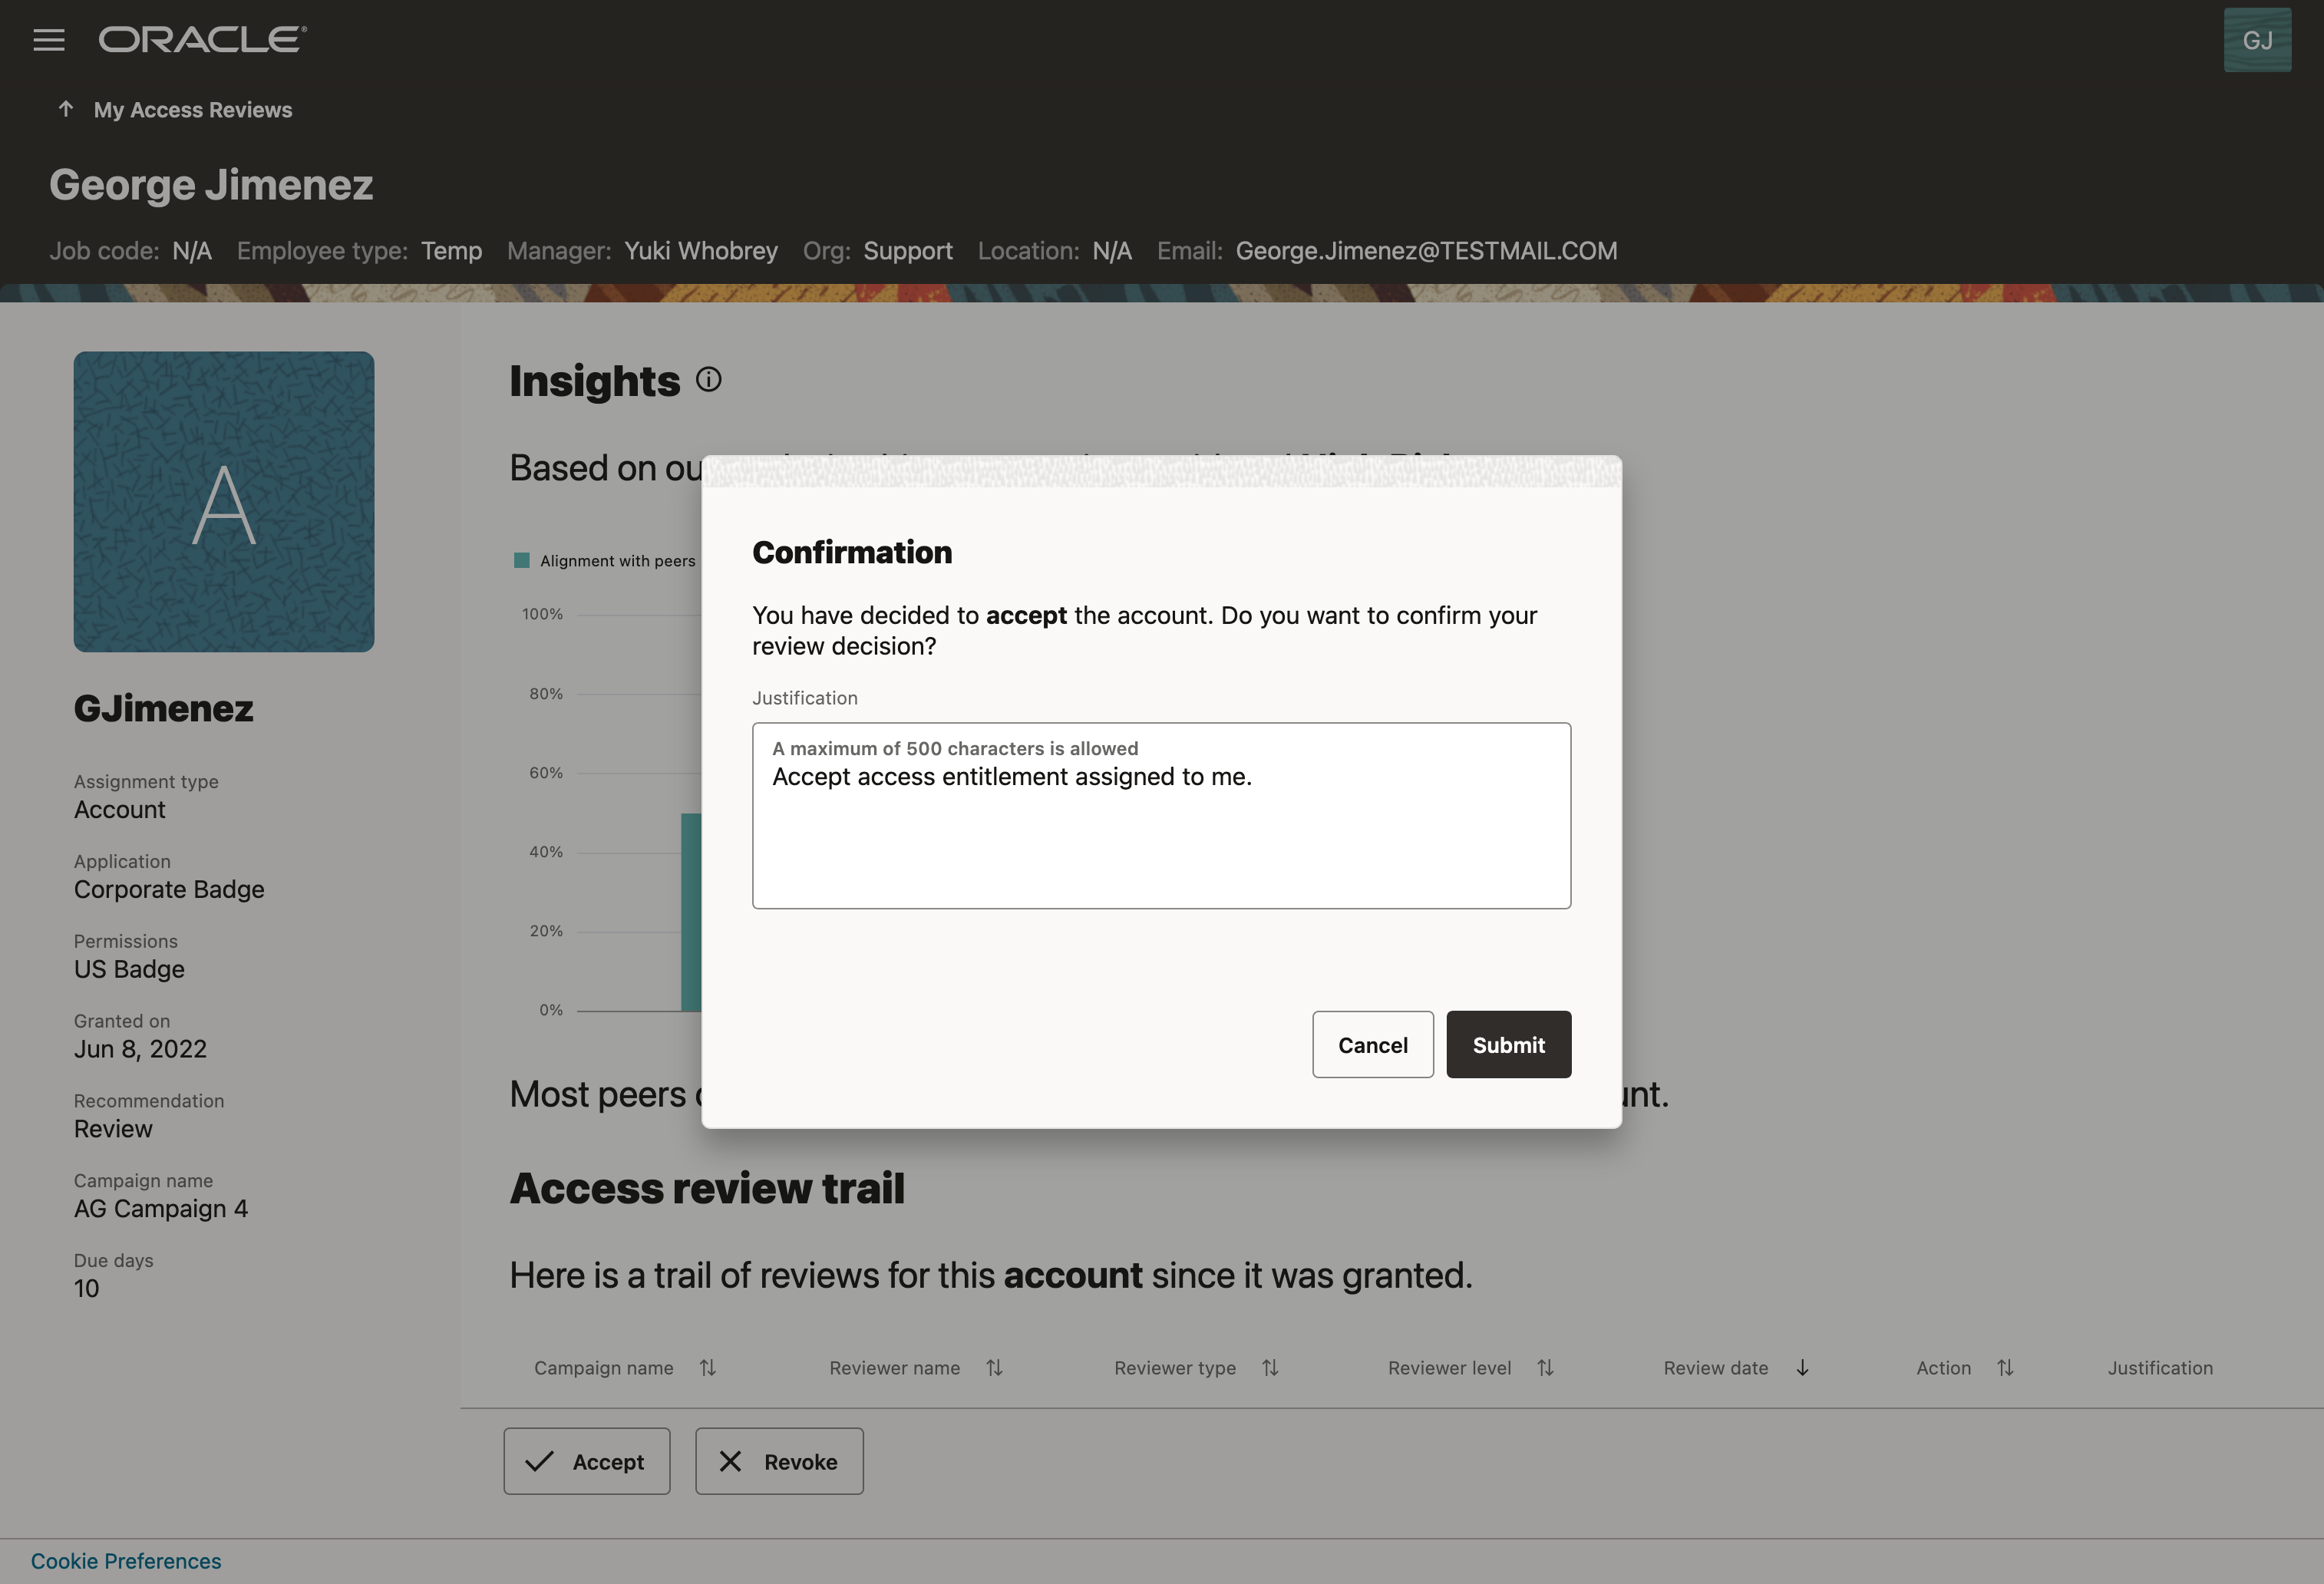 ORACLE
GJ
My Access Reviews
George Jimenez
Job code: N/A Employee type: Temp Manager: Yuki Whobrey Org: Support Location: N/A Email: George.Jimenez@TESTMAIL.COM
A
GJimenez
Assignment type
Account
Application
Corporate Badge
Permissions
US Badge
Granted on
Jun 8, 2022
Recommendation
Review
Campaign name
AG Campaign 4
Due days
10
Insights
Based on
Alignment with peers
100%
80%
60%
40%
20%
0%
Most peers
Confirmation
You have decided to accept the account. Do you want to confirm your
review decision?
Justification
A maximum of 500 characters is allowed
Accept access entitlement assigned to me.
Cancel
Submit
Access review trail
Here is a trail of reviews for this account since it was granted.
Campaign name Reviewer name Reviewer type Reviewer level Review date Action Justification
Accept
Revoke
Cookie Preferences